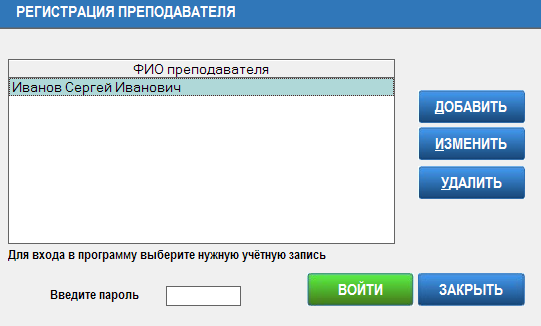 РЕГИСТРАЦИЯ ПРЕПОДАВАТЕЛЯ
ФИО преподавателя
Иванов Сергей Иванович
ДОБАВИТЬ
ИЗМЕНИТЬ
УДАЛИТЬ
Для входа в программу выберите нужную учётную запись
Введите пароль
ВОЙТИ
ЗАКРЫТЬ